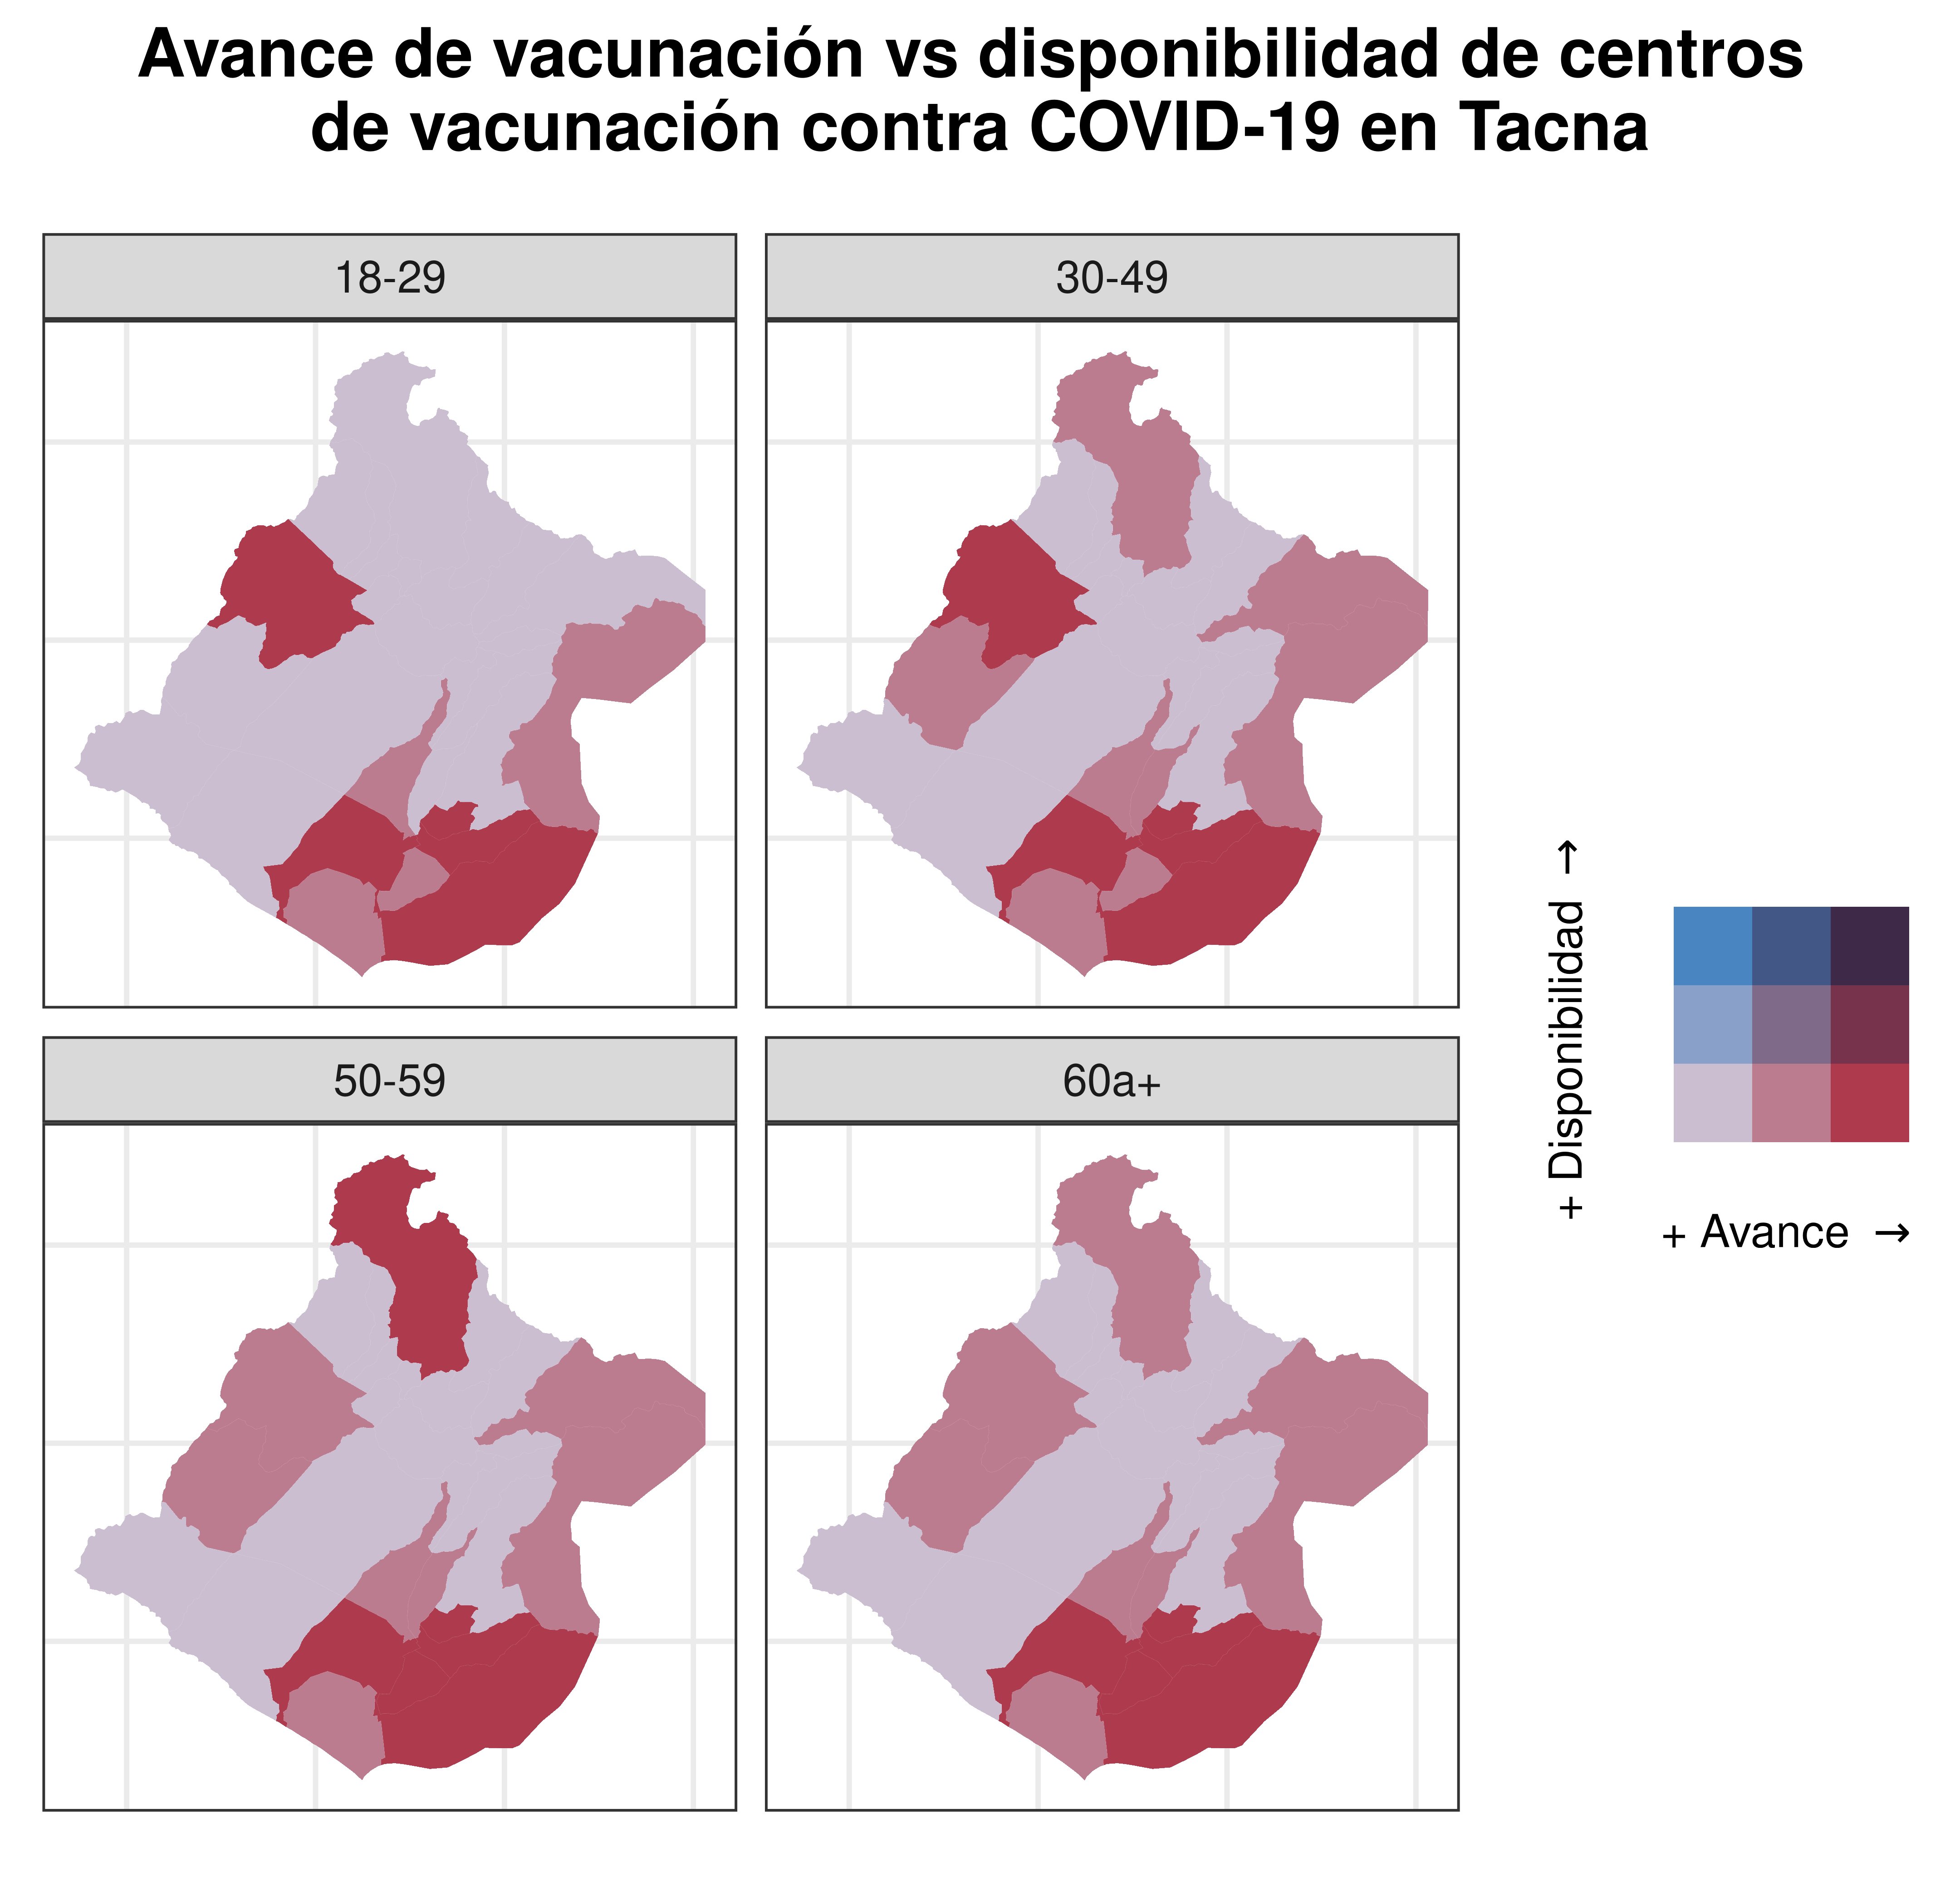 Avance de vacunación vs disponibilidad de centros
de vacunación contra COVID-19 en Tacna
18-29
30-49
50-59
60a+
+ Disponibilidad →
+ Avance →